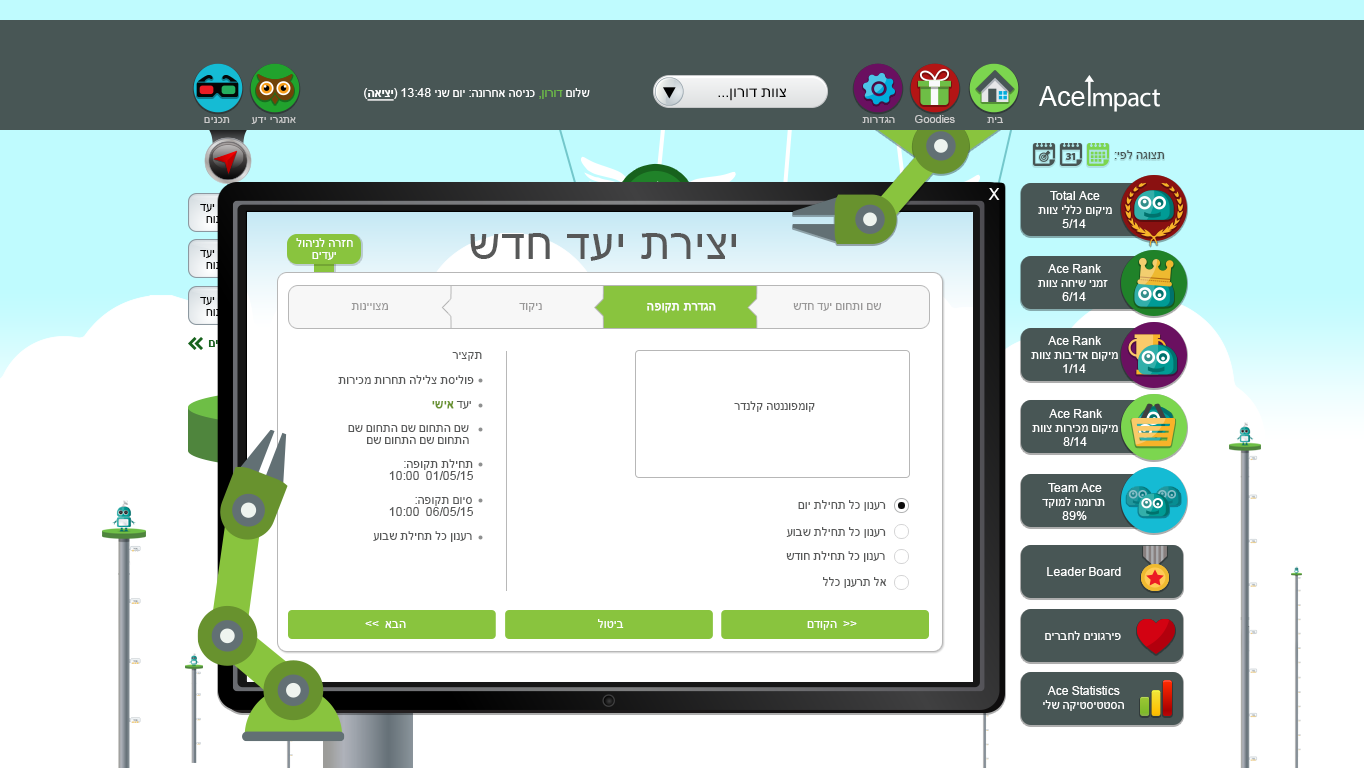 AceImpact
בית
Goodies
הגדרות
צוות דורון...
שלום דורון, כניסה אחרונה: יום שני 13:48 (יציאה)
אתגרי ידע
תכנים
תצוגה לפי:
31
Total Ace
מיקום כללי צוות
5/14
Ace Rank
זמני שיחה צוות
6/14
Ace Rank
מיקום אדיבות צוות
1/14
Ace Rank
מיקום מכירות צוות
8/14
Team Ace
תרומה למוקד
89%
Leader Board
פירגונים לחברים
Ace Statistics
הסטטיסטיקה שלי
X
יצירת יעד חדש
חזרה לניהול
יעדים
שם ותחום יעד חדש
הגדרת תקופה
ניקוד
מצויינות
קומפוננטה קלנדר
רענון כל תחילת יום
רענון כל תחילת שבוע
רענון כל תחילת חודש
אל תרענן כלל
תקציר
פוליסת צלילה תחרות מכירות
יעד אישי
שם התחום שם התחום שם
התחום שם התחום שם
תחילת תקופה:
01/05/15 10:00
סיום תקופה:
06/05/15 10:00
רענון כל תחילת שבוע
<< הקודם
ביטול
הבא >>
יעד
יעד
יעד